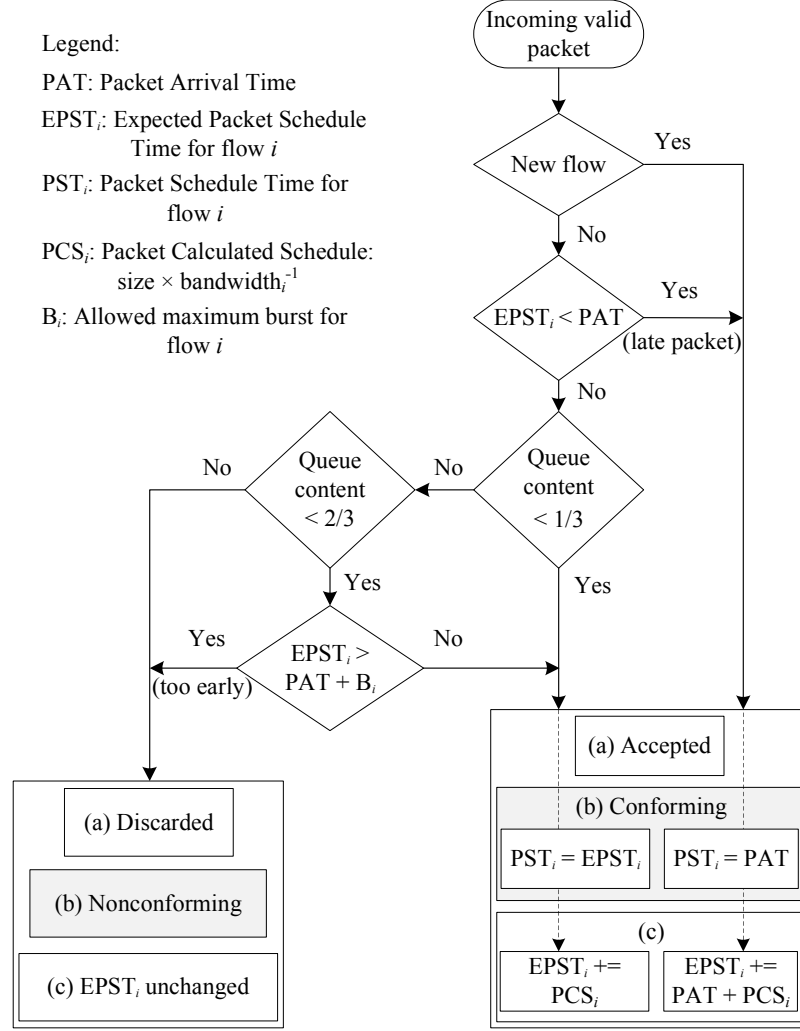 Legend:
PAT: Packet Arrival Time
EPSTᵢ: Expected Packet Schedule
Time for flow i
PSTᵢ: Packet Schedule Time for
flow i
PCSᵢ: Packet Calculated Schedule:
size × bandwidthᵢ⁻¹
Bᵢ: Allowed maximum burst for
flow i
Incoming valid
packet
New flow
Yes
No
EPSTᵢ < PAT
Yes
(late packet)
No
Queue
content
< 1/3
No
Yes
Queue
content
< 2/3
No
Yes
EPSTᵢ >
PAT + Bᵢ
Yes
(too early)
No
(a) Discarded
(b) Nonconforming
(c) EPSTᵢ unchanged
(a) Accepted
(b) Conforming
PSTᵢ = EPSTᵢ
PSTᵢ = PAT
(c)
EPSTᵢ +=
PCSᵢ
EPSTᵢ +=
PAT + PCSᵢ